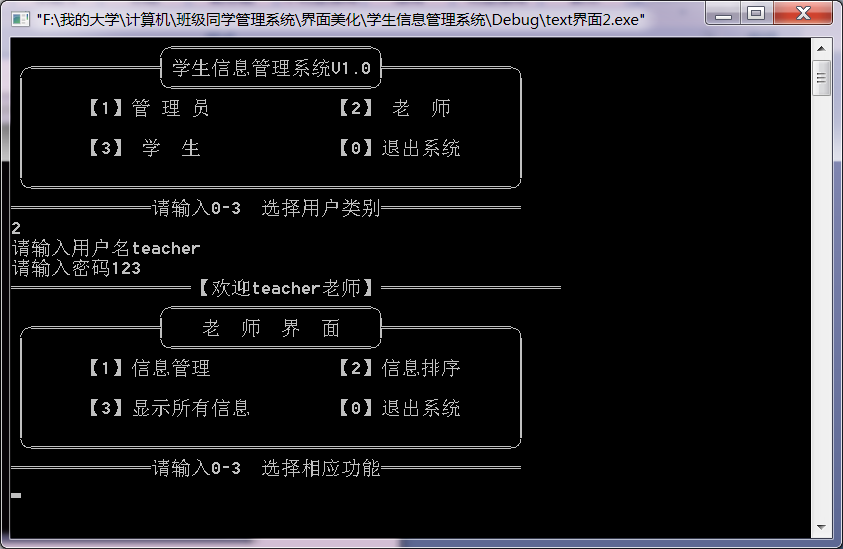 "F:\我的大学\计算机\班级同学管理系统\界面美化\学生信息管理系统\Debug\text界面2.exe"
学生信息管理系统V1.0
【1】管 理 员 【2】 老 师
【3】 学 生 【0】退出系统
请输入0-3 选择用户类别
2
请输入用户名teacher
请输入密码123
【欢迎teacher老师】
老 师 界 面
【1】信息管理 【2】信息排序
【3】显示所有信息 【0】退出系统
请输入0-3 选择相应功能